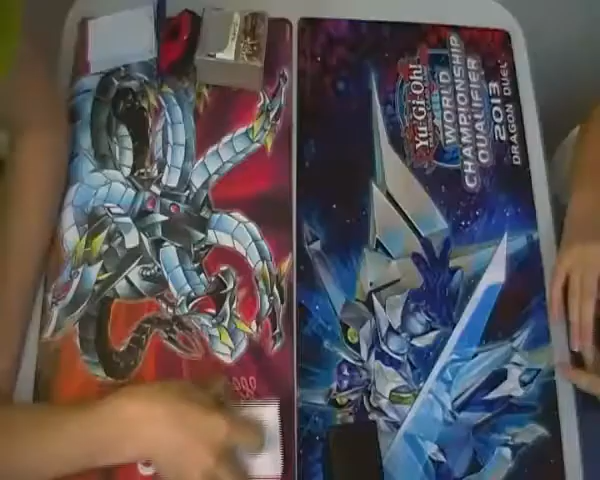 Yu-Gi-Oh!
WORLD
CHAMPIONSHIP
QUALIFIER
2013
DRAGON DUEL